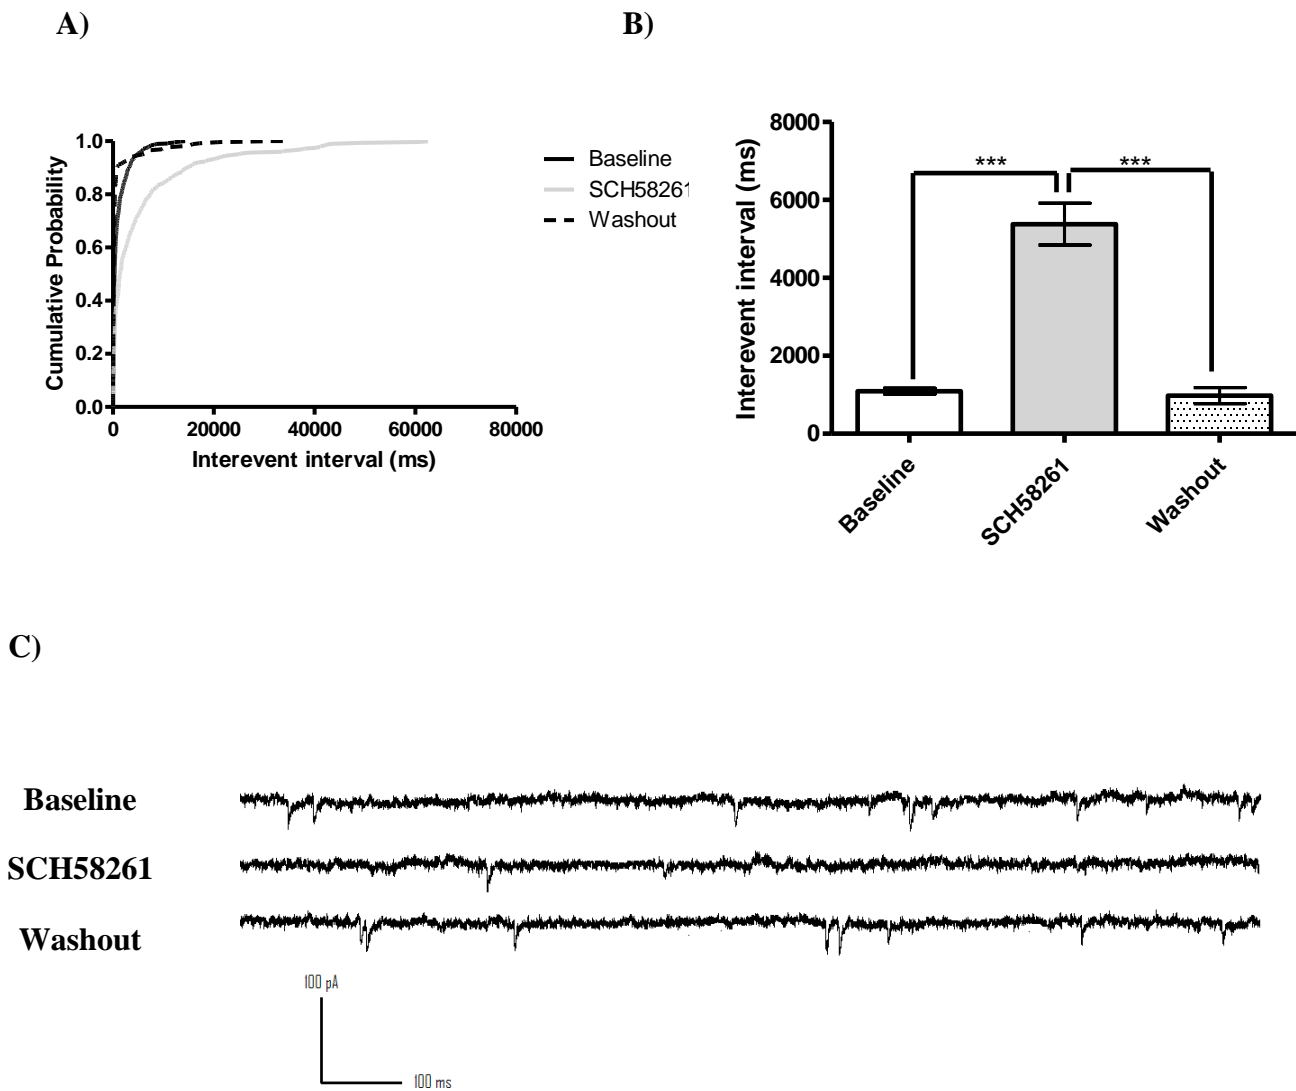 A)
B)
Cumulative Probability
1.0
0.8
0.6
0.4
0.2
0.0
0 20000 40000 60000 80000
Interevent interval (ms)
Baseline
SCH58261
Washout
Interevent interval (ms)
8000
6000
4000
2000
0
*** ***
Baseline SCH58261 Washout
C)
Baseline
SCH58261
Washout
100 pA
100 ms